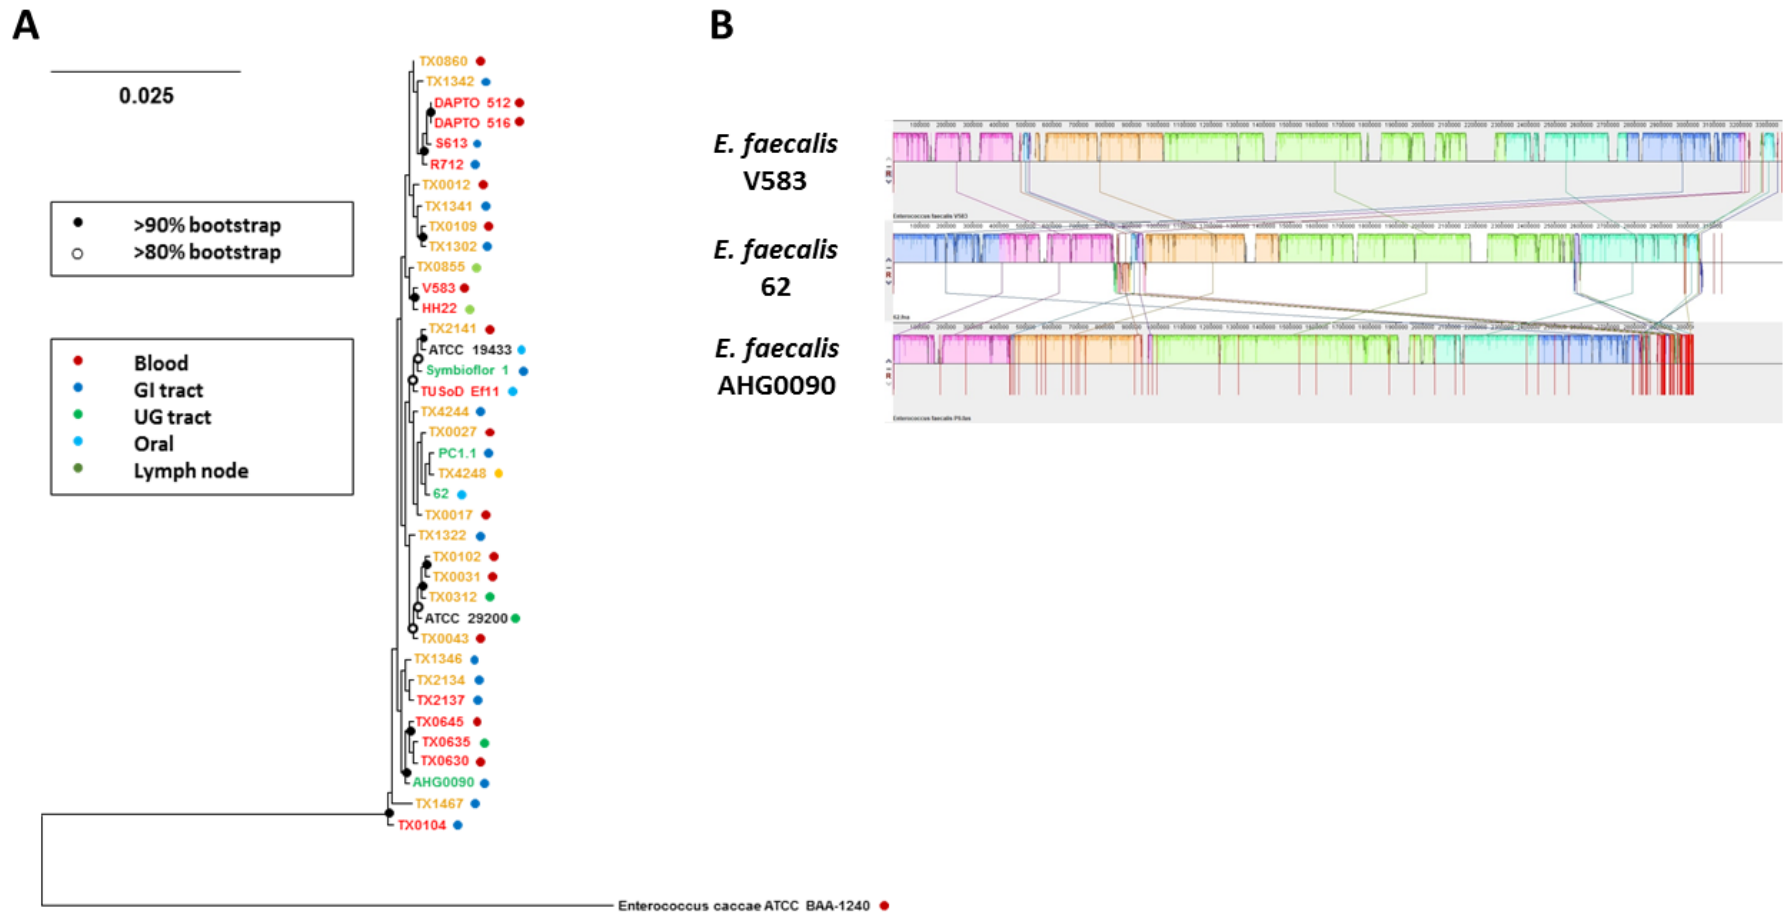 A
0.025
>90% bootstrap
>80% bootstrap
Blood
GI tract
UG tract
Oral
Lymph node
TX0860
TX1342
DAPTO 512
DAPTO 516
S613
R712
TX0012
TX1341
TX0109
TX1302
TX0855
V583
HH22
TX2141
ATCC 19433
Symbioflor 1
TUSoD Ef11
TX4244
TX0027
PC1.1
TX4248
62
TX0017
TX1322
TX0102
TX0031
TX0312
ATCC 29200
TX0043
TX1346
TX2134
TX2137
TX0645
TX0635
TX0630
AHG0090
TX1467
TX0104
Enterococcus caccae ATCC BAA-1240
B
E. faecalis
V583
E. faecalis
62
E. faecalis
AHG0090
Enterococcus faecalis V583